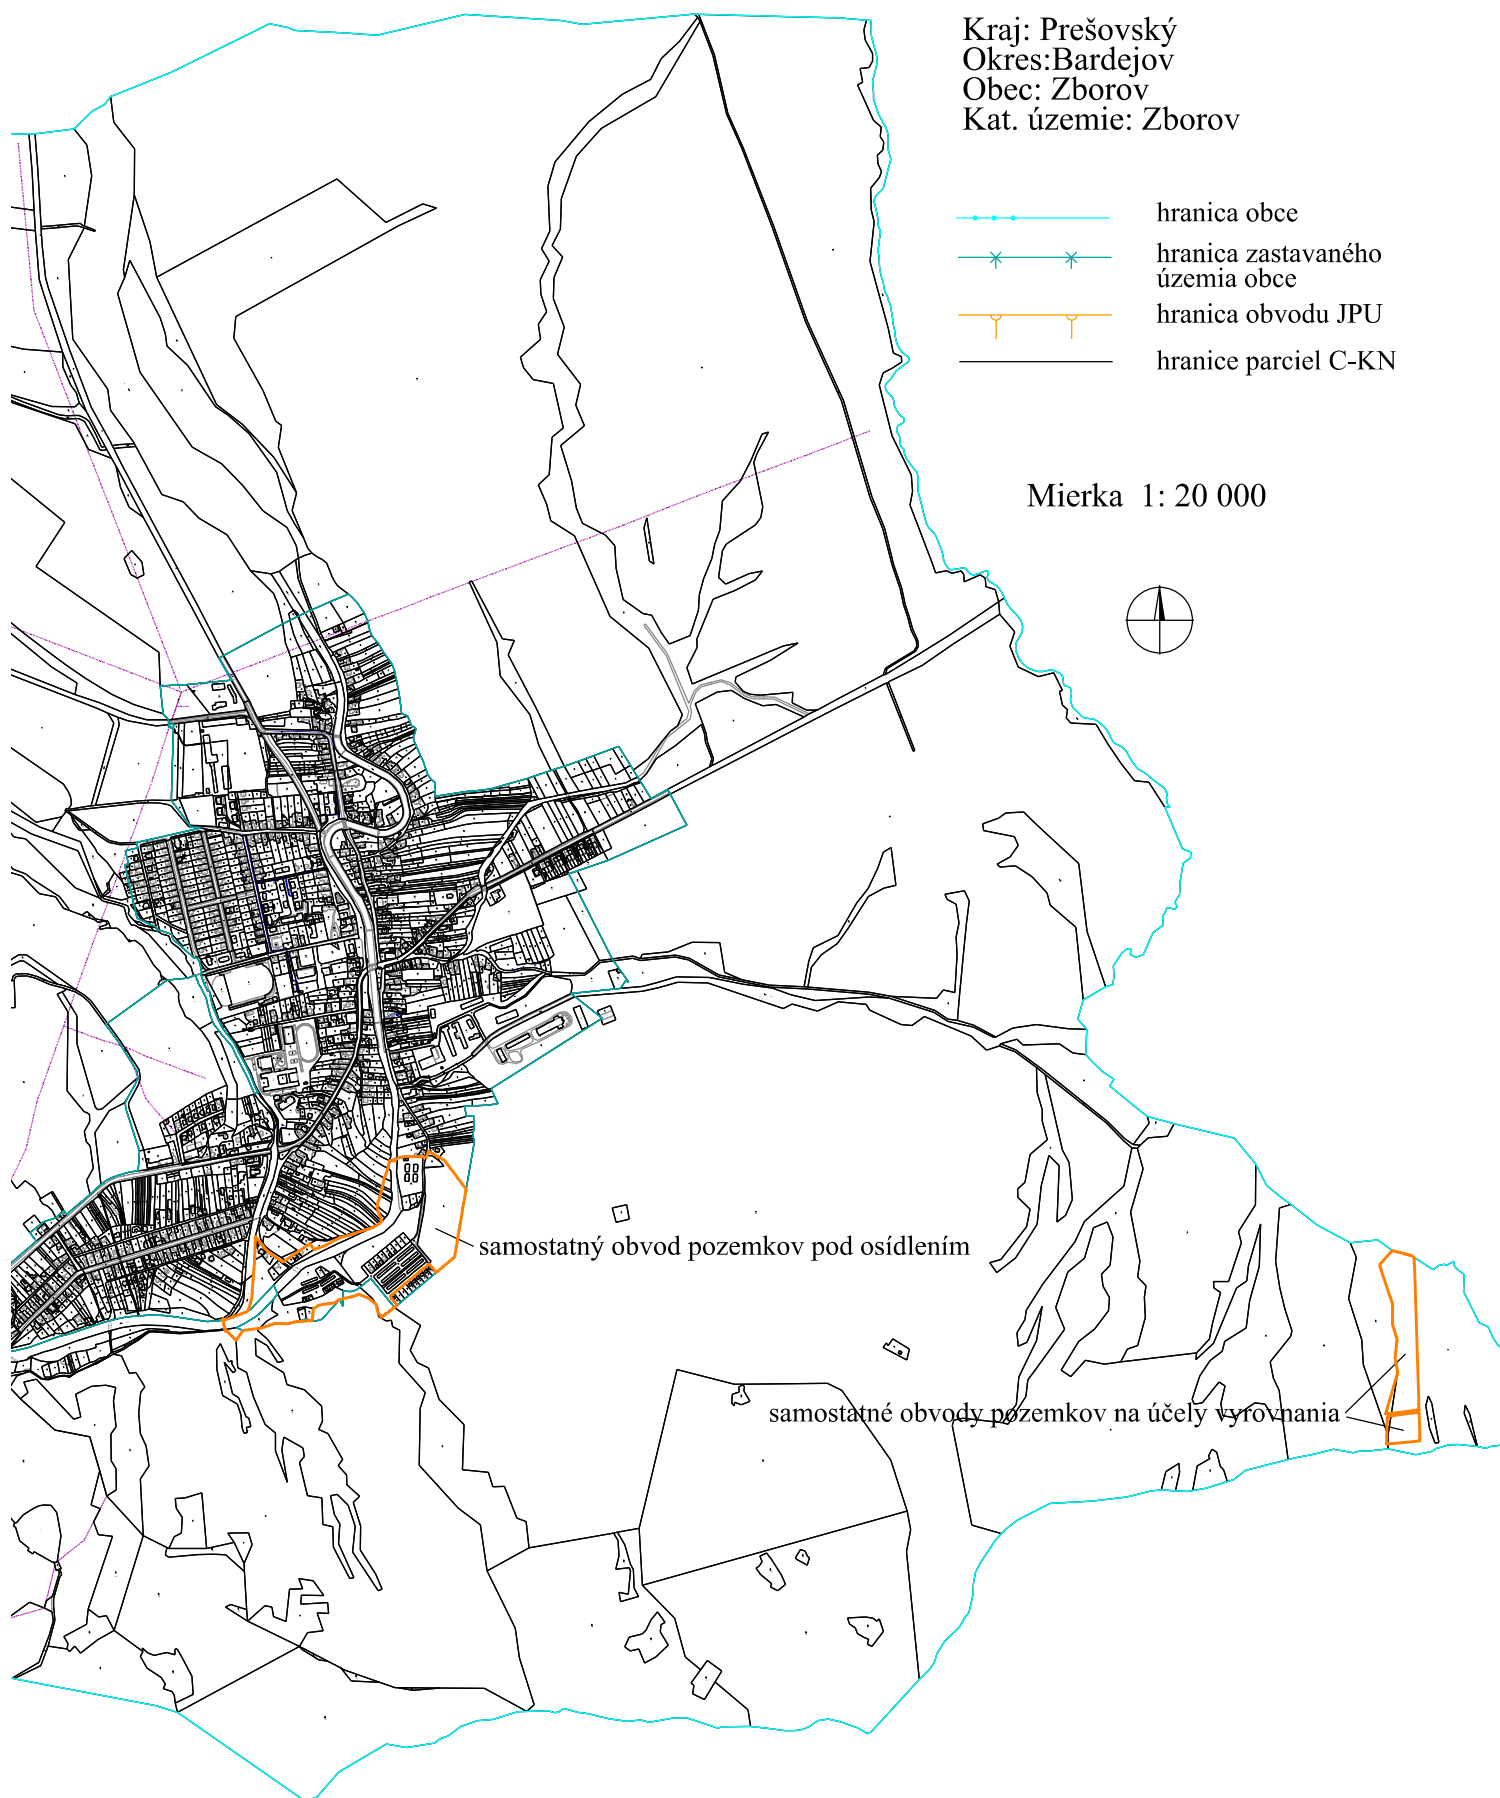 Kraj: Prešovský
Okres:Bardejov
Obec: Zborov
Kat. územie: Zborov
hranica obce
hranica zastavaného
územia obce
hranica obvodu JPU
hranice parciel C-KN
Mierka 1: 20 000
samostatný obvod pozemkov pod osídlením
samostatné obvody pozemkov na účely vyrovnania